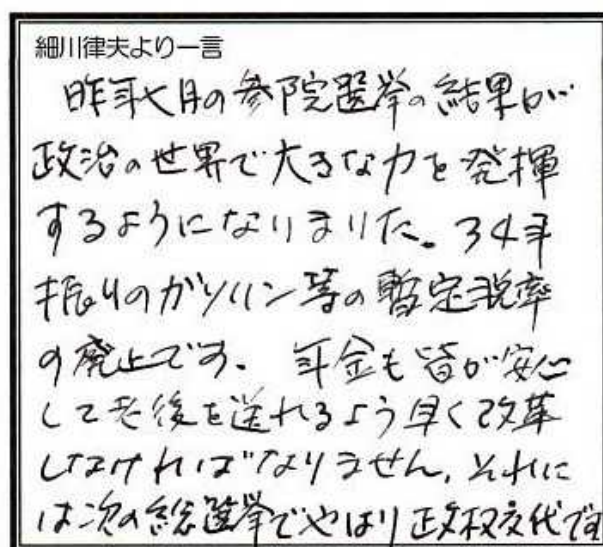 細川律夫より一言
昨年七月の参院選挙の結果が
政治の世界で大きな力を発揮
するようになりました。34年
振りのガソリン等の暫定税率
の廃止です。年金も皆が安心
して老後を送れるよう早く改革
しなければなりません。それに
は次の総選挙でやはり政权交代です